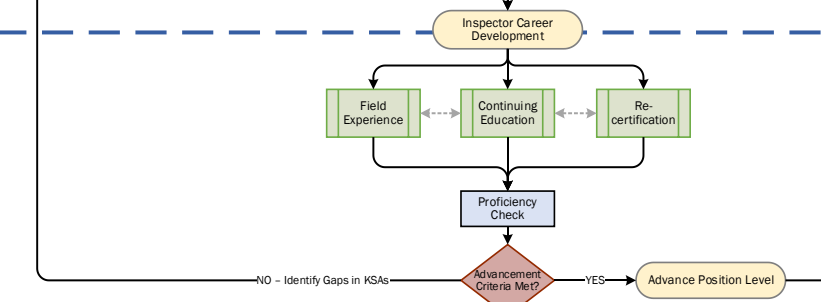 Inspector Career
Development
Field
Experience
Continuing
Education
Re-
certification
Proficiency
Check
Advancement
Criteria Met?
NO – Identify Gaps in KSAs
YES
Advance Position Level